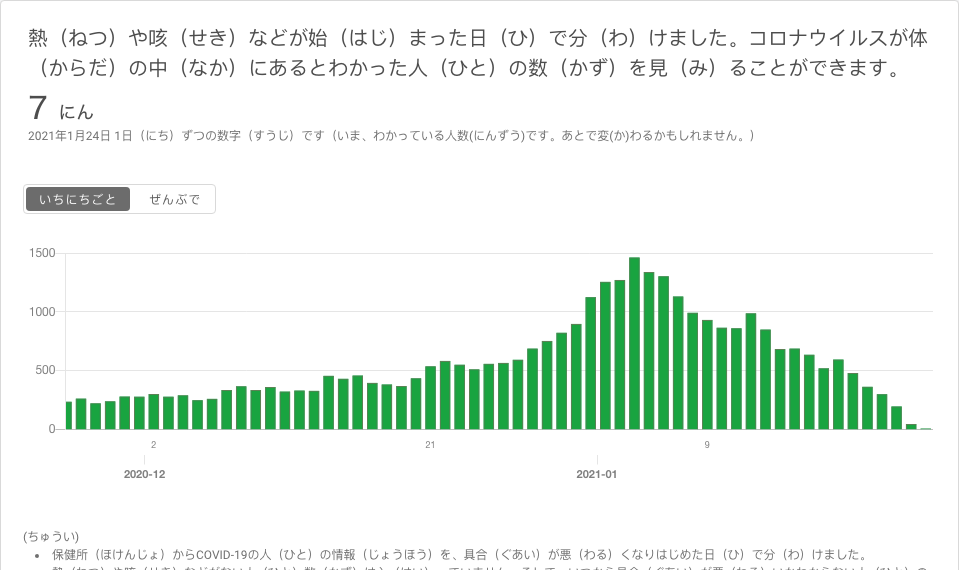 熱（ねつ）や咳（せき）などが始（はじ）まった日（ひ）で分（わ）けました。コロナウイルスが体
（からだ）の中（なか）にあるとわかった人（ひと）の数（かず）を見（み）ることができます。
7 にん
2021年1月24日 1日（にち）ずつの数字（すうじ）です（いま、わかっている人数(にんずう)です。あとで変(か)わるかもしれません。）
いちにちごと ぜんぶで
1500
1000
500
0
2 21 9
2020-12 2021-01
(ちゅうい)
• 保健所（ほけんじょ）からCOVID-19の人（ひと）の情報（じょうほう）を、具合（ぐあい）が悪（わる）くなりはじめた日（ひ）で分（わ）けました。